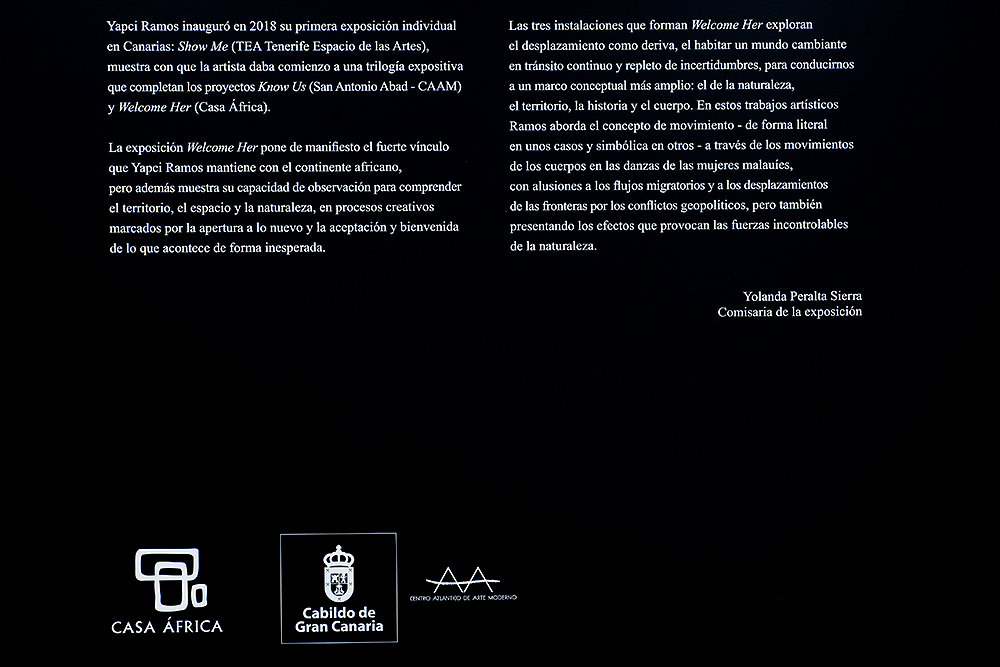 Yapci Ramos inauguró en 2018 su primera exposición individual
en Canarias: Show Me (TEA Tenerife Espacio de las Artes),
muestra con que la artista daba comienzo a una trilogía expositiva
que completan los proyectos Know Us (San Antonio Abad - CAAM)
y Welcome Her (Casa África).
La exposición Welcome Her pone de manifiesto el fuerte vínculo
que Yapci Ramos mantiene con el continente africano,
pero además muestra su capacidad de observación para comprender
el territorio, el espacio y la naturaleza, en procesos creativos
marcados por la apertura a lo nuevo y la aceptación y bienvenida
de lo que acontece de forma inesperada.
Las tres instalaciones que forman Welcome Her exploran
el desplazamiento como deriva, el habitar un mundo cambiante
en tránsito continuo y repleto de incertidumbres, para conducirnos
a un marco conceptual más amplio: el de la naturaleza,
el territorio, la historia y el cuerpo. En estos trabajos artísticos
Ramos aborda el concepto de movimiento - de forma literal
en unos casos y simbólica en otros - a través de los movimientos
de los cuerpos en las danzas de las mujeres malauíes,
con alusiones a los flujos migratorios y a los desplazamientos
de las fronteras por los conflictos geopolíticos, pero también
presentando los efectos que provocan las fuerzas incontrolables
de la naturaleza.
Yolanda Peralta Sierra
Comisaria de la exposición
CASA ÁFRICA
Cabildo de
Gran Canaria
CENTRO ATLÁNTICO DE ARTE MODERNO